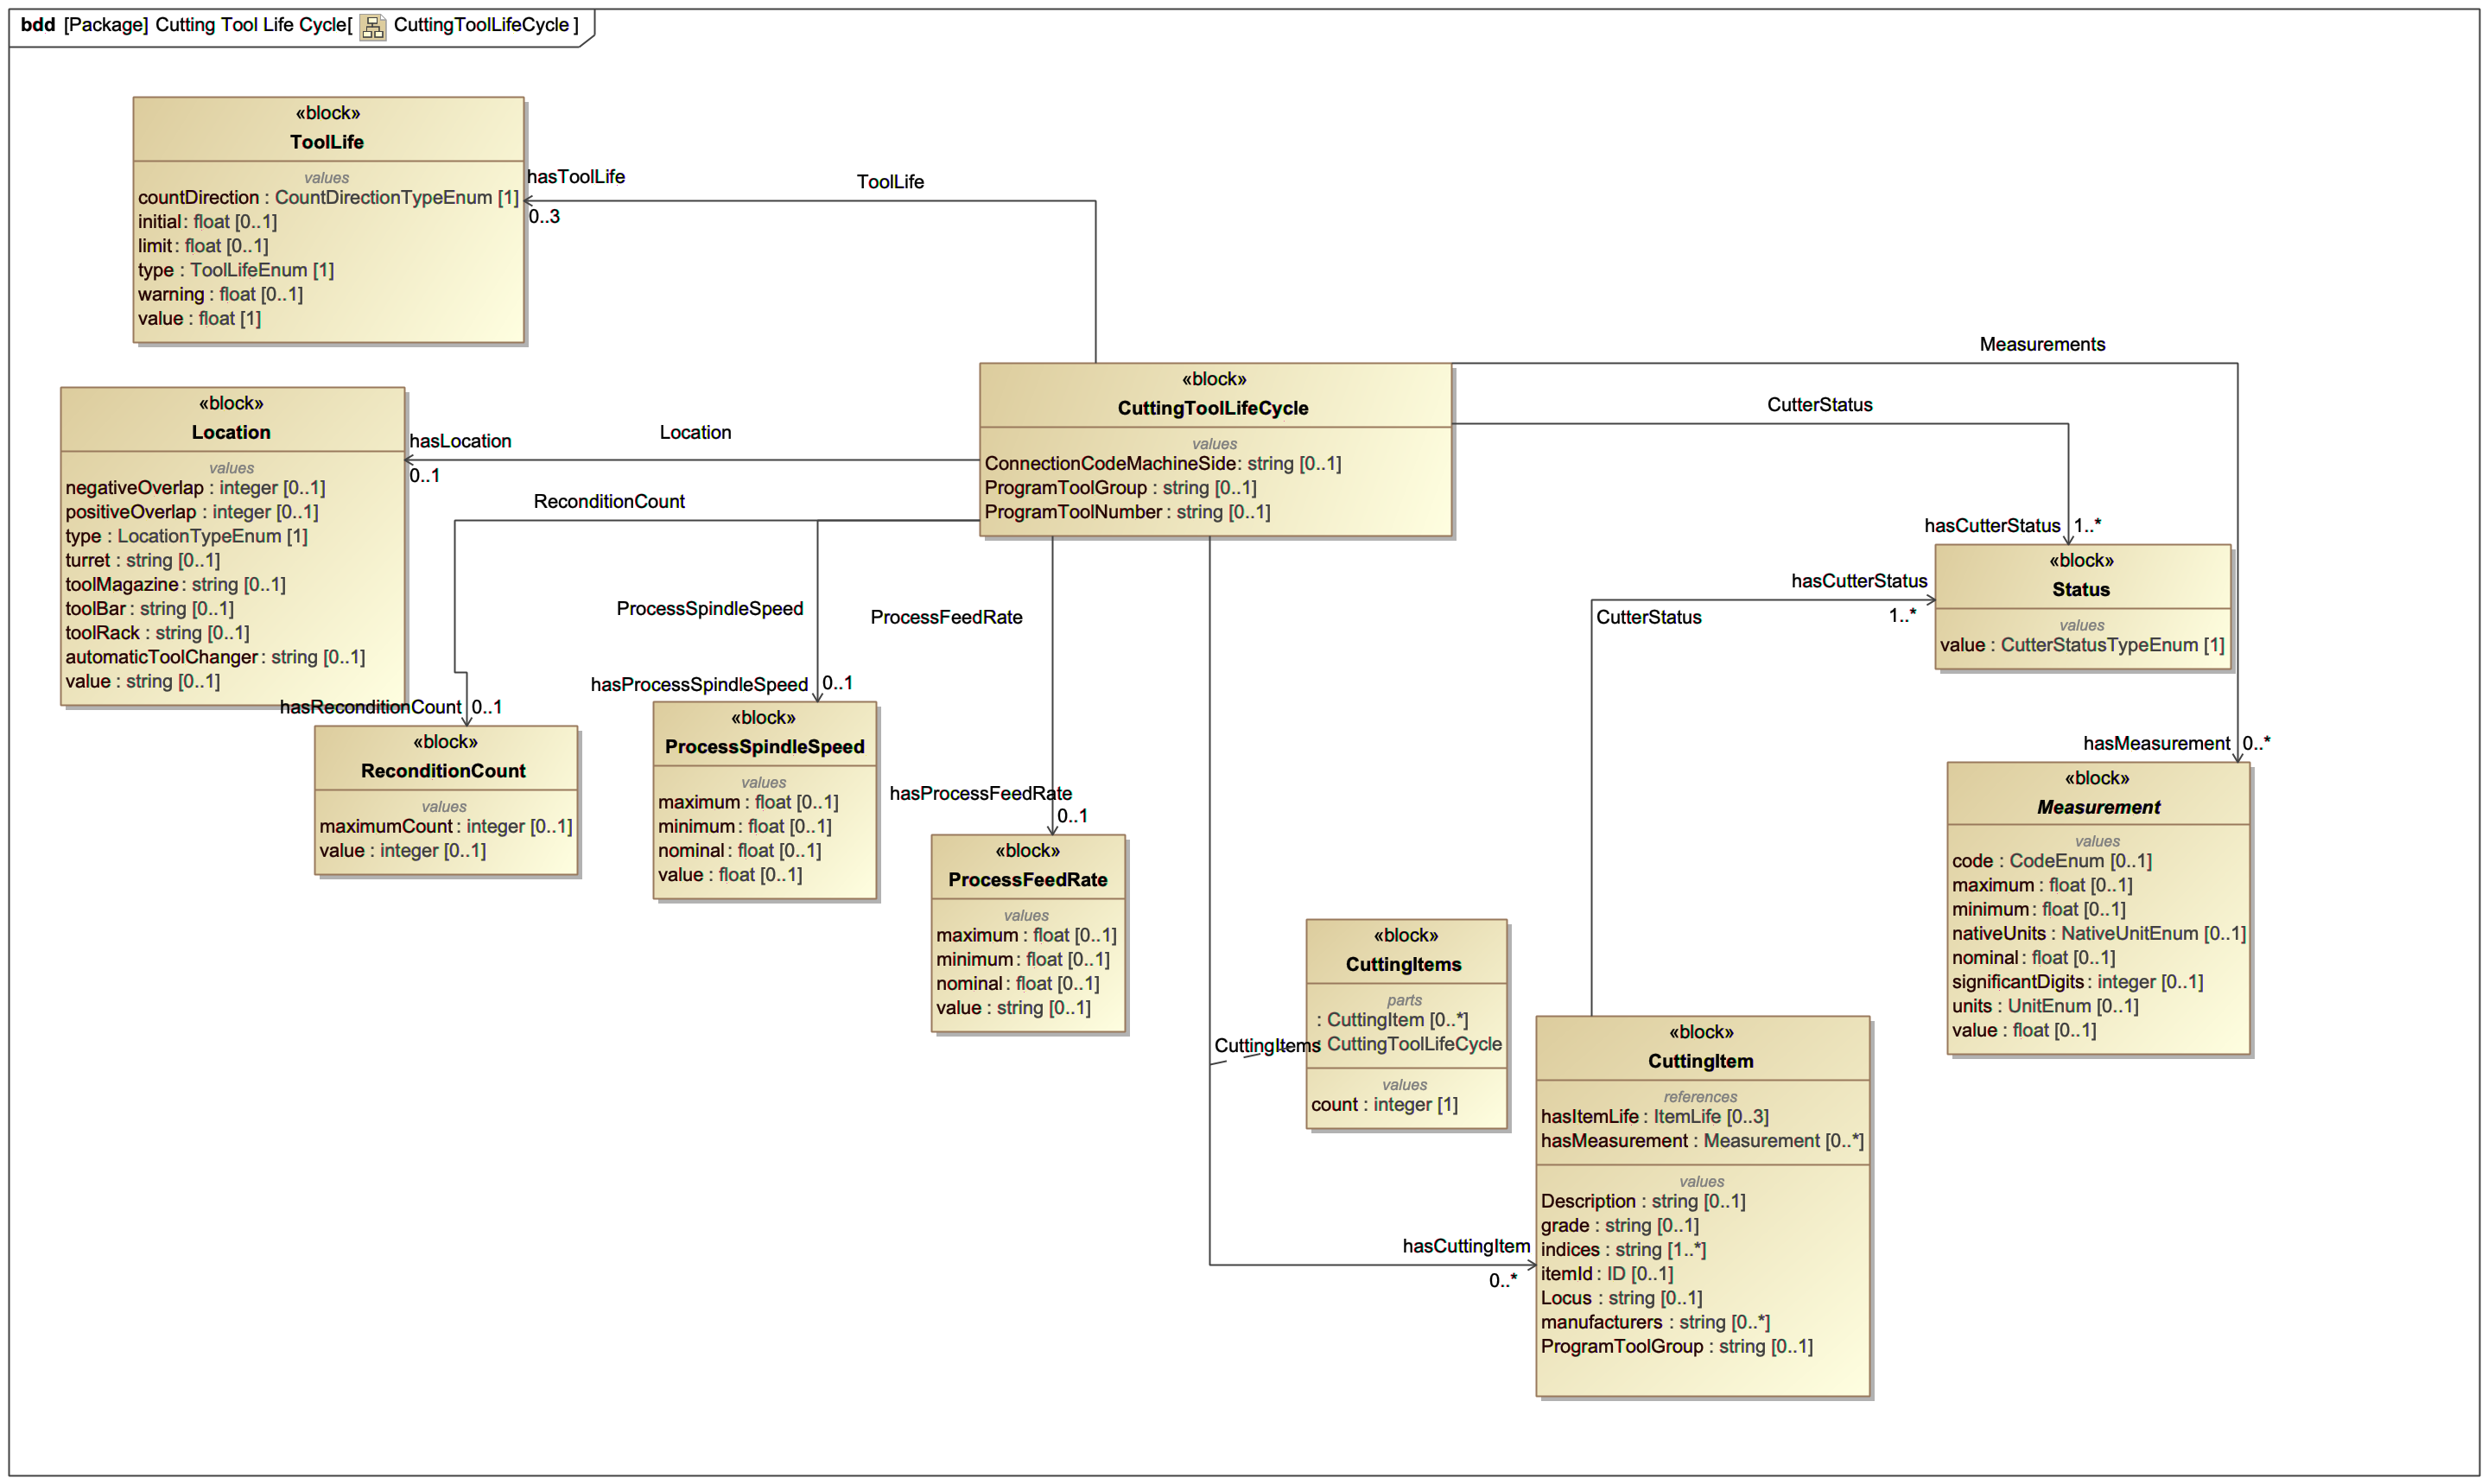 bdd [Package] Cutting Tool Life Cycle[ CuttingToolLifeCycle ]
«block»
ToolLife
values
countDirection : CountDirectionTypeEnum [1]
initial : float [0..1]
limit : float [0..1]
type : ToolLifeEnum [1]
warning : float [0..1]
value : float [1]
hasToolLife
0..3
ToolLife
«block»
Location
values
negativeOverlap : integer [0..1]
positiveOverlap : integer [0..1]
type : LocationTypeEnum [1]
turret : string [0..1]
toolMagazine : string [0..1]
toolBar : string [0..1]
toolRack : string [0..1]
automaticToolChanger : string [0..1]
value : string [0..1]
hasLocation
0..1
Location
«block»
CuttingToolLifeCycle
values
ConnectionCodeMachineSide : string [0..1]
ProgramToolGroup : string [0..1]
ProgramToolNumber : string [0..1]
Measurements
CutterStatus
hasCutterStatus
1..*
ReconditionCount
hasReconditionCount
0..1
«block»
ReconditionCount
values
maximumCount : integer [0..1]
value : integer [0..1]
ProcessSpindleSpeed
hasProcessSpindleSpeed
0..1
«block»
ProcessSpindleSpeed
values
maximum : float [0..1]
minimum : float [0..1]
nominal : float [0..1]
value : float [0..1]
ProcessFeedRate
hasProcessFeedRate
0..1
«block»
ProcessFeedRate
values
maximum : float [0..1]
minimum : float [0..1]
nominal : float [0..1]
value : string [0..1]
«block»
Status
values
value : CutterStatusTypeEnum [1]
hasCutterStatus
1..*
CutterStatus
hasMeasurement
0..*
«block»
Measurement
values
code : CodeEnum [0..1]
maximum : float [0..1]
minimum : float [0..1]
nativeUnits : NativeUnitEnum [0..1]
nominal : float [0..1]
significantDigits : integer [0..1]
units : UnitEnum [0..1]
value : float [0..1]
CuttingItems
«block»
CuttingItems
parts
: CuttingItem [0..*]
: CuttingToolLifeCycle
values
count : integer [1]
hasCuttingItem
0..*
«block»
CuttingItem
references
hasItemLife : ItemLife [0..3]
hasMeasurement : Measurement [0..*]
values
Description : string [0..1]
grade : string [0..1]
indices : string [1..*]
itemId : ID [0..1]
Locus : string [0..1]
manufacturers : string [0..*]
ProgramToolGroup : string [0..1]